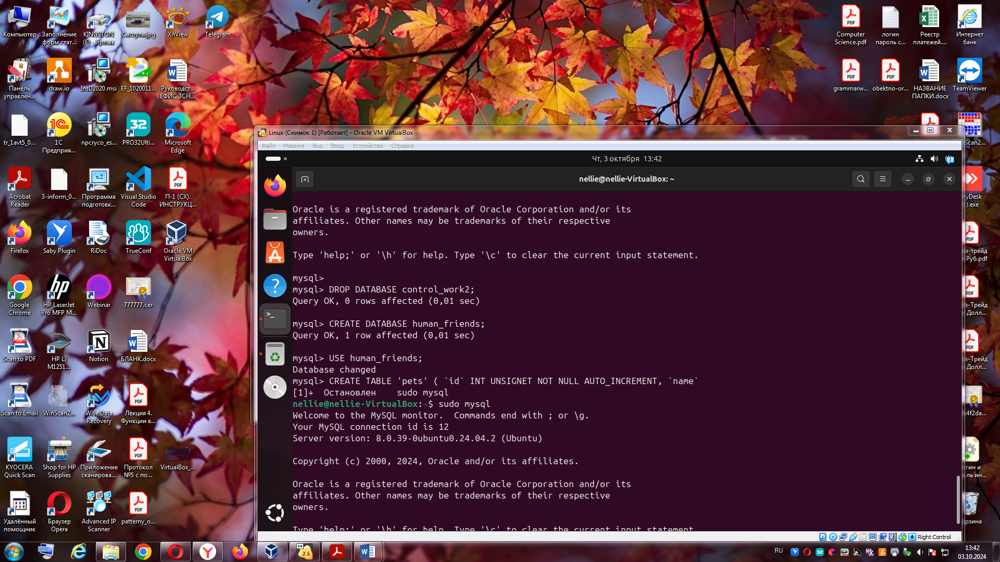 Компьютер
Заполнение форм стат...
KINGSTON (E) - Ярлык
Сашуля.jpg
XnView
Telegram
Панель управлен...
draw.io
InsD2020.msi
EF_1020011...
Руководст... ЕФИС ЗСН...
tr_1avt5_0...
1С Предприя...
npcryco_es...
PRO32Ulti...
Microsoft Edge
Acrobat Reader
3-inform_0...
Программа подготовк...
Visual Studio Code
П-1 (СХ). ИНСТРУКЦ...
Firefox
Saby Plugin
RiDoc
TrueConf
Oracle VM VirtualBox
Google Chrome
HP LaserJet Pro MFP M...
Webinar
777777.cer
Scan to PDF
HP LJ M1251...
Notion
БЛАНК.docx
Scan to Email
WinScan2...
Wise Data Recovery
Лекция 4. Функции в...
KYOCERA Quick Scan
Shop for HP Supplies
Приложение сканирова...
Протокол №5 с по...
VirtualBox_...
Удалённый помощник
Браузер Opera
Advanced IP Scanner
patterny_o...
Computer Science.pdf
логин пароль с...
Реестр платежей....
Интернет банк
grammarw...
obektno-or...
НАЗВАНИЕ ПАПКИ.docx
TeamViewer
Linux (Снимок 1) [Работает] - Oracle VM VirtualBox
Файл Машина Вид Ввод Устройства Справка
Чт, 3 октября 13:42
nellie@nellie-VirtualBox: ~
Oracle is a registered trademark of Oracle Corporation and/or its
affiliates. Other names may be trademarks of their respective
owners.
Type 'help;' or '\h' for help. Type '\c' to clear the current input statement.
mysql>
mysql> DROP DATABASE control_work2;
Query OK, 0 rows affected (0,01 sec)
mysql> CREATE DATABASE human_friends;
Query OK, 1 row affected (0,01 sec)
mysql> USE human_friends;
Database changed
mysql> CREATE TABLE 'pets' ( `id` INT UNSIGNET NOT NULL AUTO_INCREMENT, `name`
[1]+  Остановлен    sudo mysql
nellie@nellie-VirtualBox:~$ sudo mysql
Welcome to the MySQL monitor.  Commands end with ; or \g.
Your MySQL connection id is 12
Server version: 8.0.39-0ubuntu0.24.04.2 (Ubuntu)
Copyright (c) 2000, 2024, Oracle and/or its affiliates.
Oracle is a registered trademark of Oracle Corporation and/or its
affiliates. Other names may be trademarks of their respective
owners.
Type 'help;' or '\h' for help. Type '\c' to clear the current input statement.
Right Control
RU
13:42
03.10.2024